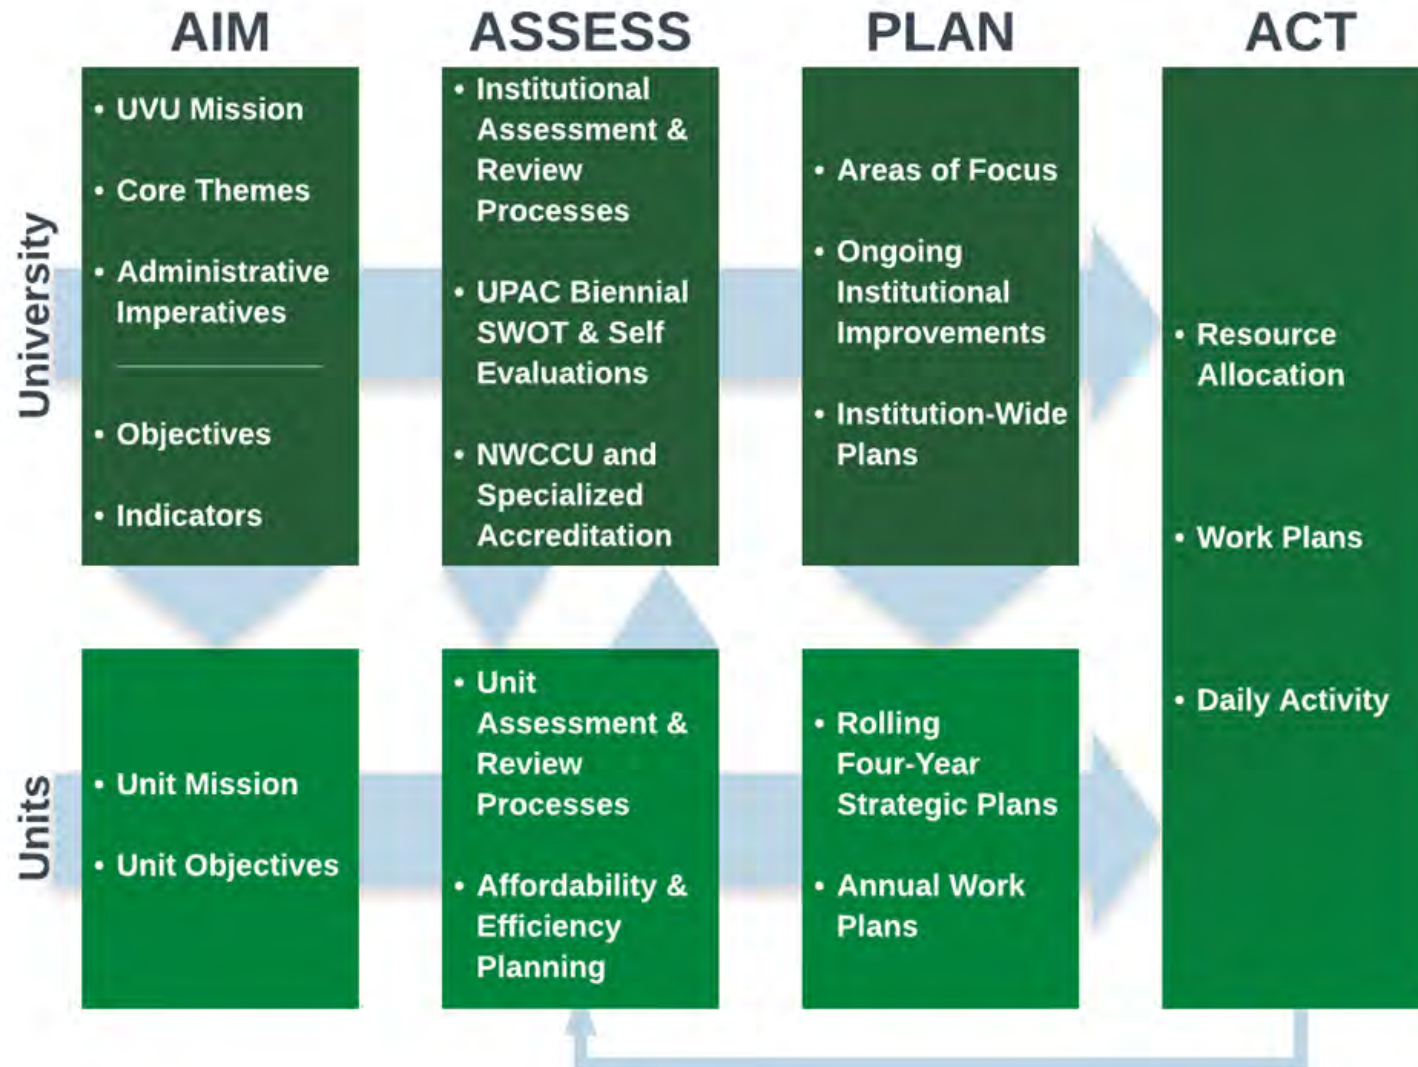 AIM
ASSESS
PLAN
ACT
University
• UVU Mission
• Core Themes
• Administrative
Imperatives
• Objectives
• Indicators
• Institutional
Assessment &
Review
Processes
• UPAC Biennial
SWOT & Self
Evaluations
• NWCCU and
Specialized
Accreditation
• Areas of Focus
• Ongoing
Institutional
Improvements
• Institution-Wide
Plans
• Resource
Allocation
• Work Plans
• Daily Activity
Units
• Unit Mission
• Unit Objectives
• Unit
Assessment &
Review
Processes
• Affordability &
Efficiency
Planning
• Rolling
Four-Year
Strategic Plans
• Annual Work
Plans